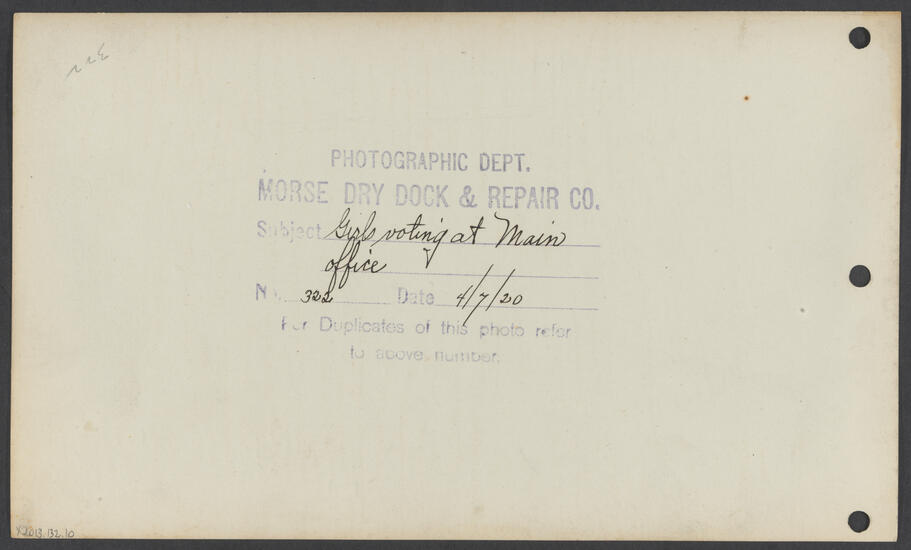 PHOTOGRAPHIC DEPT.
MORSE DRY DOCK & REPAIR CO.
Subject Girls voting at Main
office
No. 322 Date 4/7/20
For Duplicates of this photo refer
to above number.
X2013.132.10